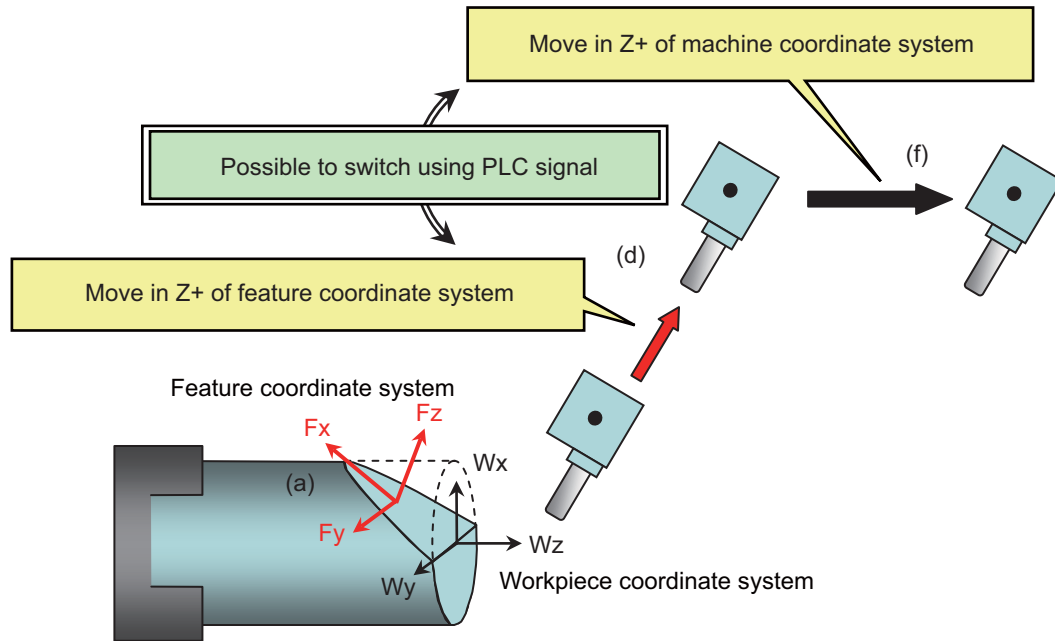 Move in Z+ of machine coordinate system
Possible to switch using PLC signal
(f)
(d)
Move in Z+ of feature coordinate system
Feature coordinate system
Fz
Fx
Wx
(a)
Fy
Wz
Wy
Workpiece coordinate system